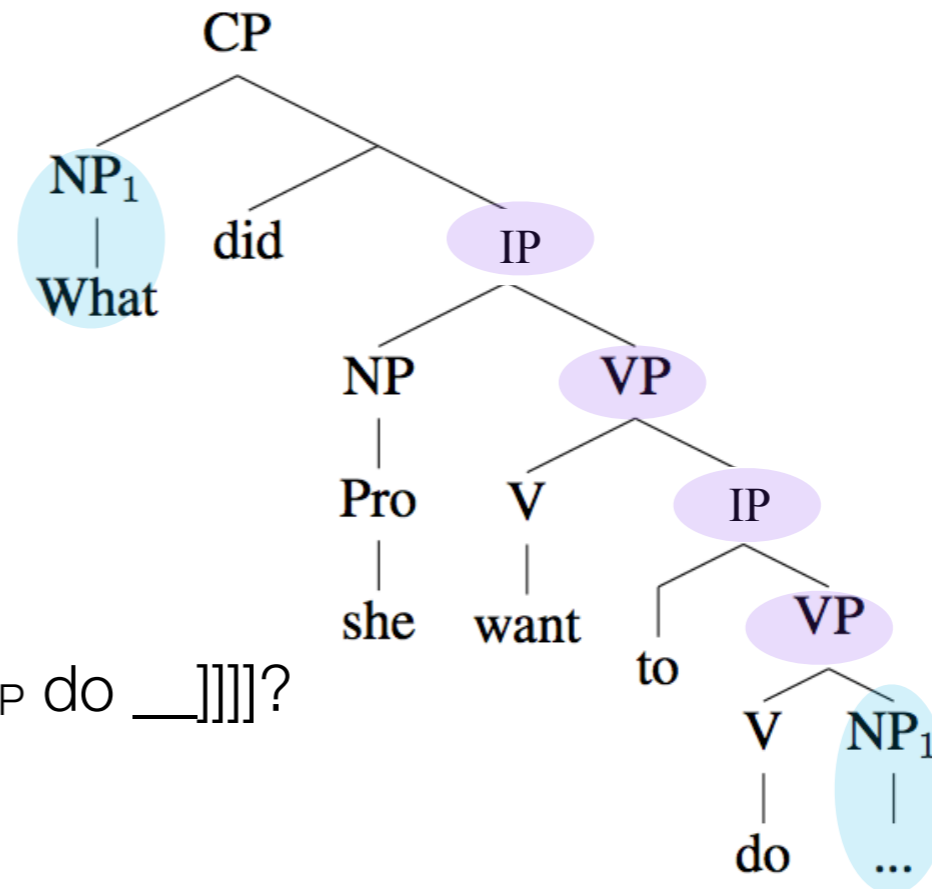 CP
NP₁
did
IP
What
NP
VP
Pro
V
IP
she
want
VP
to
P do __]]]]?
V
NP₁
do
...